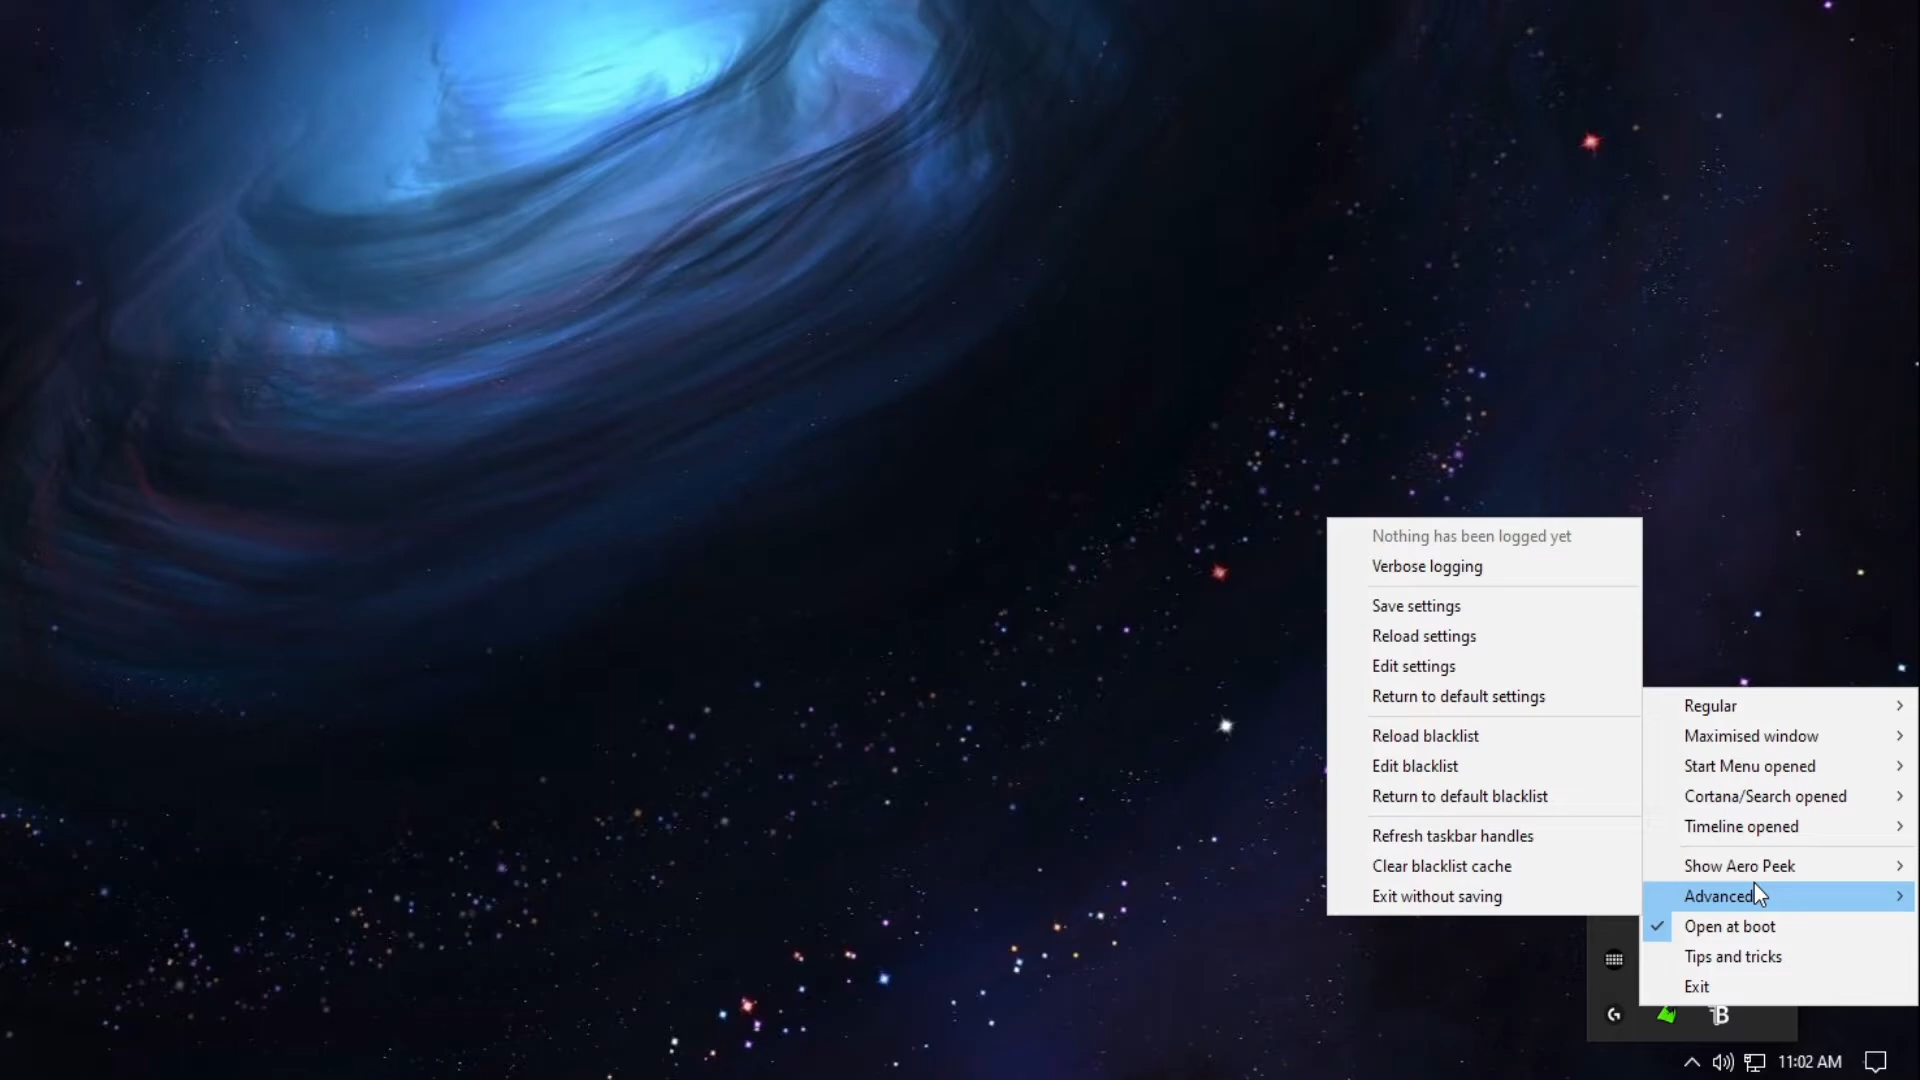 Nothing has been logged yet
Verbose logging
Save settings
Reload settings
Edit settings
Return to default settings
Reload blacklist
Edit blacklist
Return to default blacklist
Refresh taskbar handles
Clear blacklist cache
Exit without saving
Regular
Maximised window
Start Menu opened
Cortana/Search opened
Timeline opened
Show Aero Peek
Advanced
Open at boot
Tips and tricks
Exit
11:02 AM